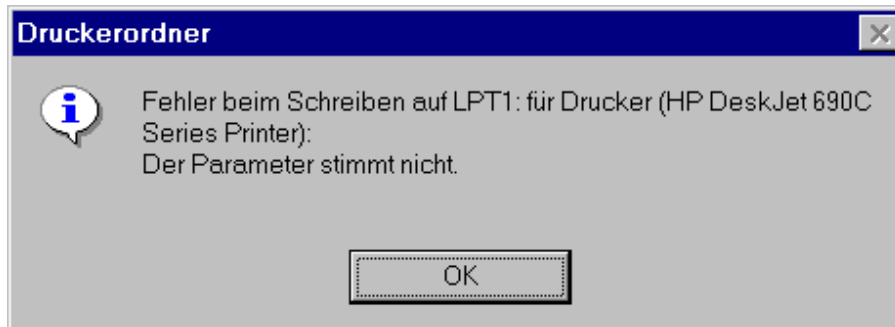 Druckerordner
Fehler beim Schreiben auf LPT1: für Drucker (HP DeskJet 690C
Series Printer):
Der Parameter stimmt nicht.
OK